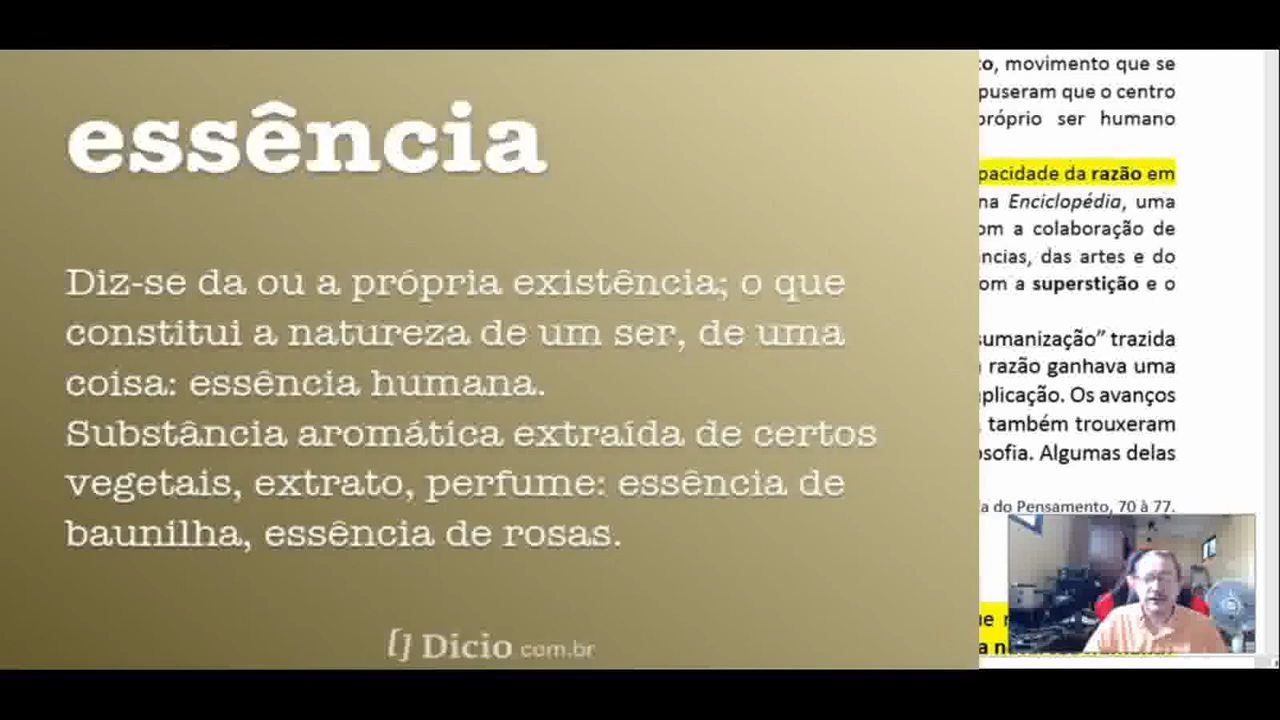 essência
Diz-se da ou a própria existência; o que
constitui a natureza de um ser, de uma
coisa: essência humana.
Substância aromática extraída de certos
vegetais, extrato, perfume: essência de
baunilha, essência de rosas.
[] Dicio com.br
o, movimento que se
puseram que o centro
próprio ser humano
pacidade da razão em
na Enciclopédia, uma
om a colaboração de
ncias, das artes e do
om a superstição e o
sumanização” trazida
razão ganhava uma
plicação. Os avanços
também trouxeram
osofia. Algumas delas
a do Pensamento, 70 à 77.